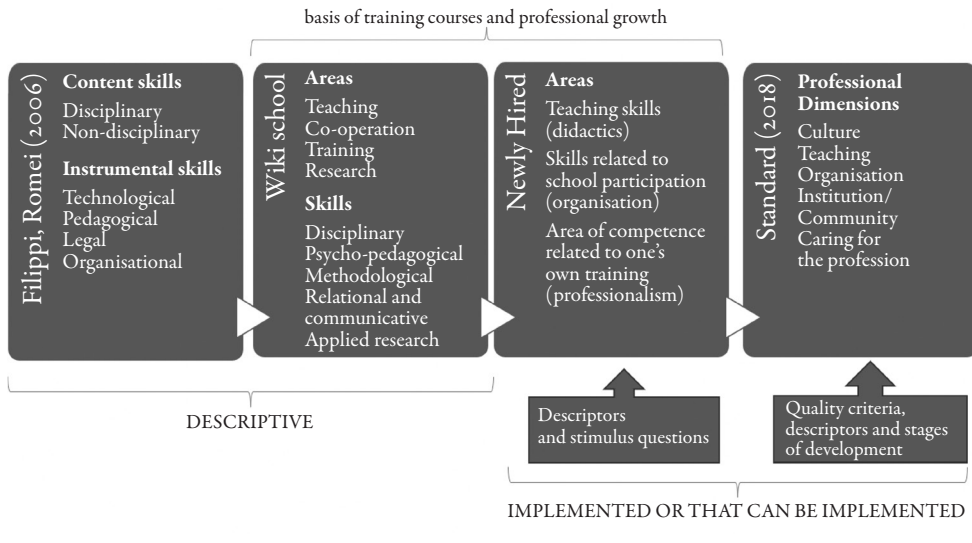 basis of training courses and professional growth
Filippi, Romei (2006)
Content skills
Disciplinary
Non-disciplinary
Instrumental skills
Technological
Pedagogical
Legal
Organisational
Wiki school
Areas
Teaching
Co-operation
Training
Research
Skills
Disciplinary
Psycho-pedagogical
Methodological
Relational and
communicative
Applied research
Newly Hired
Areas
Teaching skills
(didactics)
Skills related to
school participation
(organisation)
Area of competence
related to one's
own training
(professionalism)
Standard (2018)
Professional
Dimensions
Culture
Teaching
Organisation
Institution/
Community
Caring for
the profession
DESCRIPTIVE
Descriptors
and stimulus questions
Quality criteria,
descriptors and stages
of development
IMPLEMENTED OR THAT CAN BE IMPLEMENTED